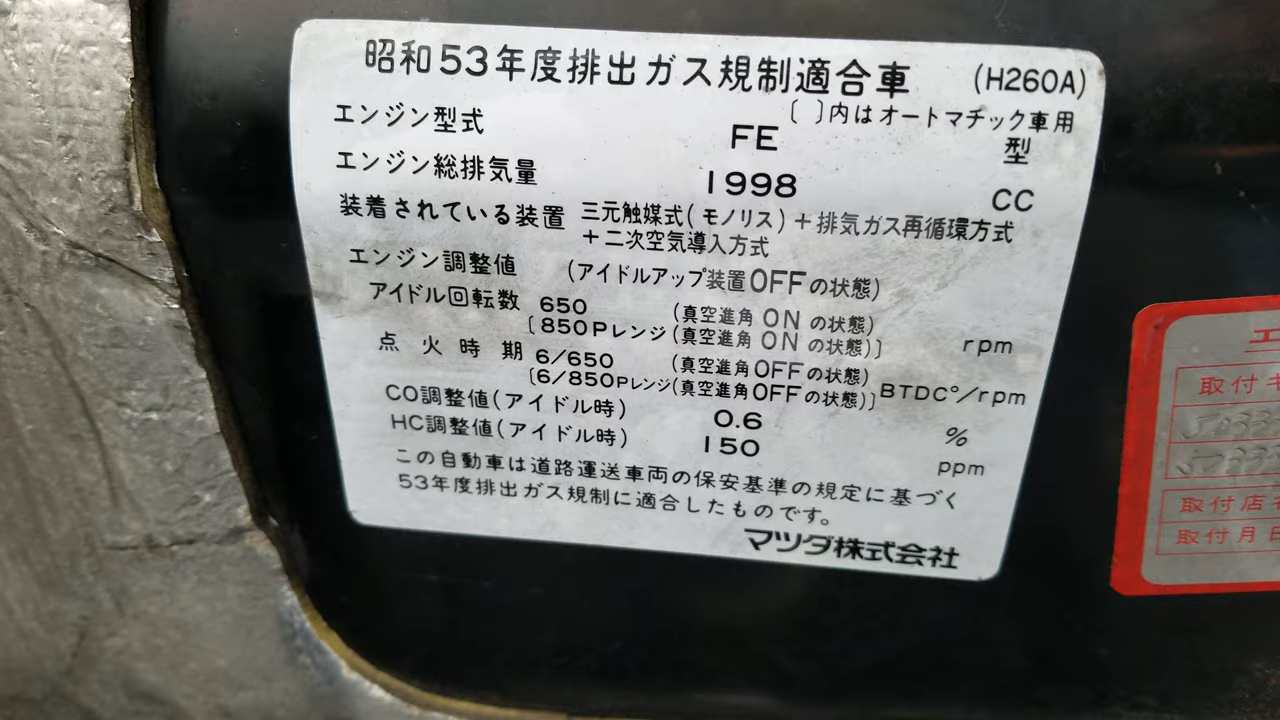 昭和53年度排出ガス規制適合車 (H260A)
〔 〕内はオートマチック車用
エンジン型式 FE 型
エンジン総排気量 1998 CC
装着されている装置 三元触媒式(モノリス)+排気ガス再循環方式
+二次空気導入方式
エンジン調整値 (アイドルアップ装置OFFの状態)
アイドル回転数 650 (真空進角 ON の状態)
〔850Pレンジ(真空進角 ON の状態)〕 rpm
点火時期 6/650 (真空進角OFFの状態)
〔6/850Pレンジ(真空進角OFFの状態)〕BTDC°/rpm
CO調整値(アイドル時) 0.6 %
HC調整値(アイドル時) 150 ppm
この自動車は道路運送車両の保安基準の規定に基づく
53年度排出ガス規制に適合したものです。
マツダ株式会社
エ
取付キ
取付店
取付月日